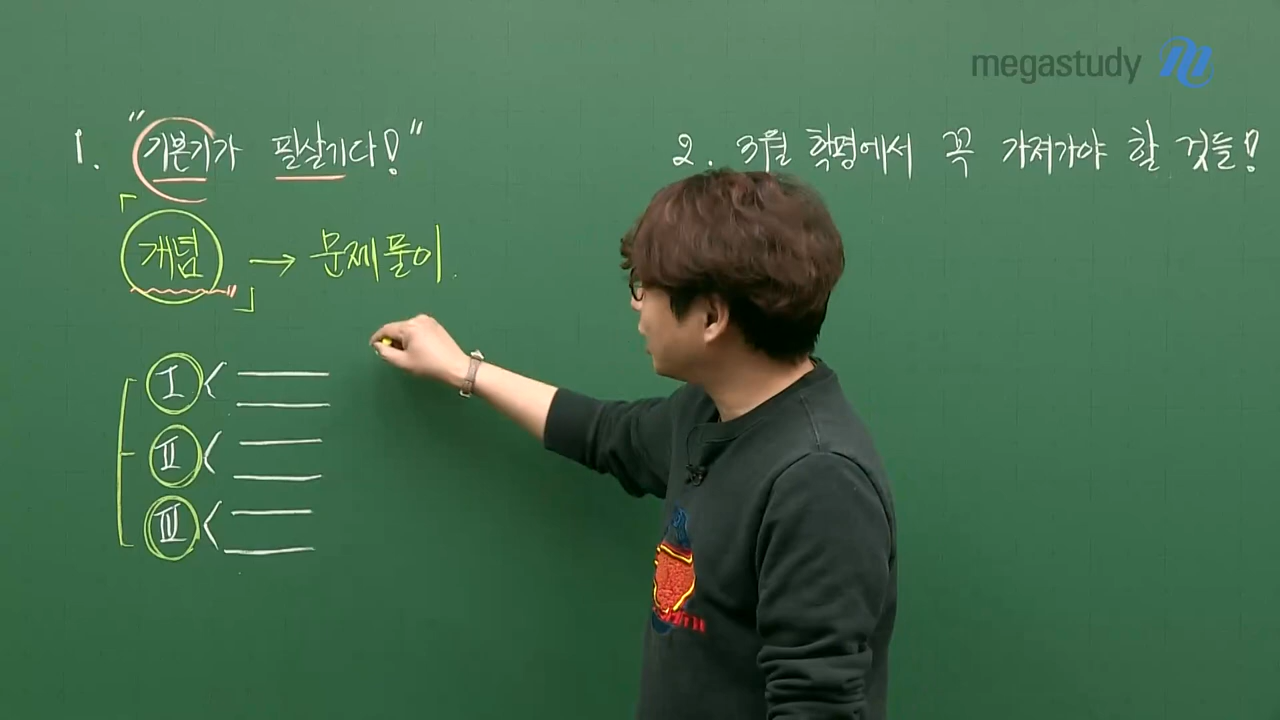 megastudy
1. "기본기가 필살기다!"
「개념」 → 문제풀이.
I
II
III
2. 3월 학평에서 꼭 가져가야 할 것들!